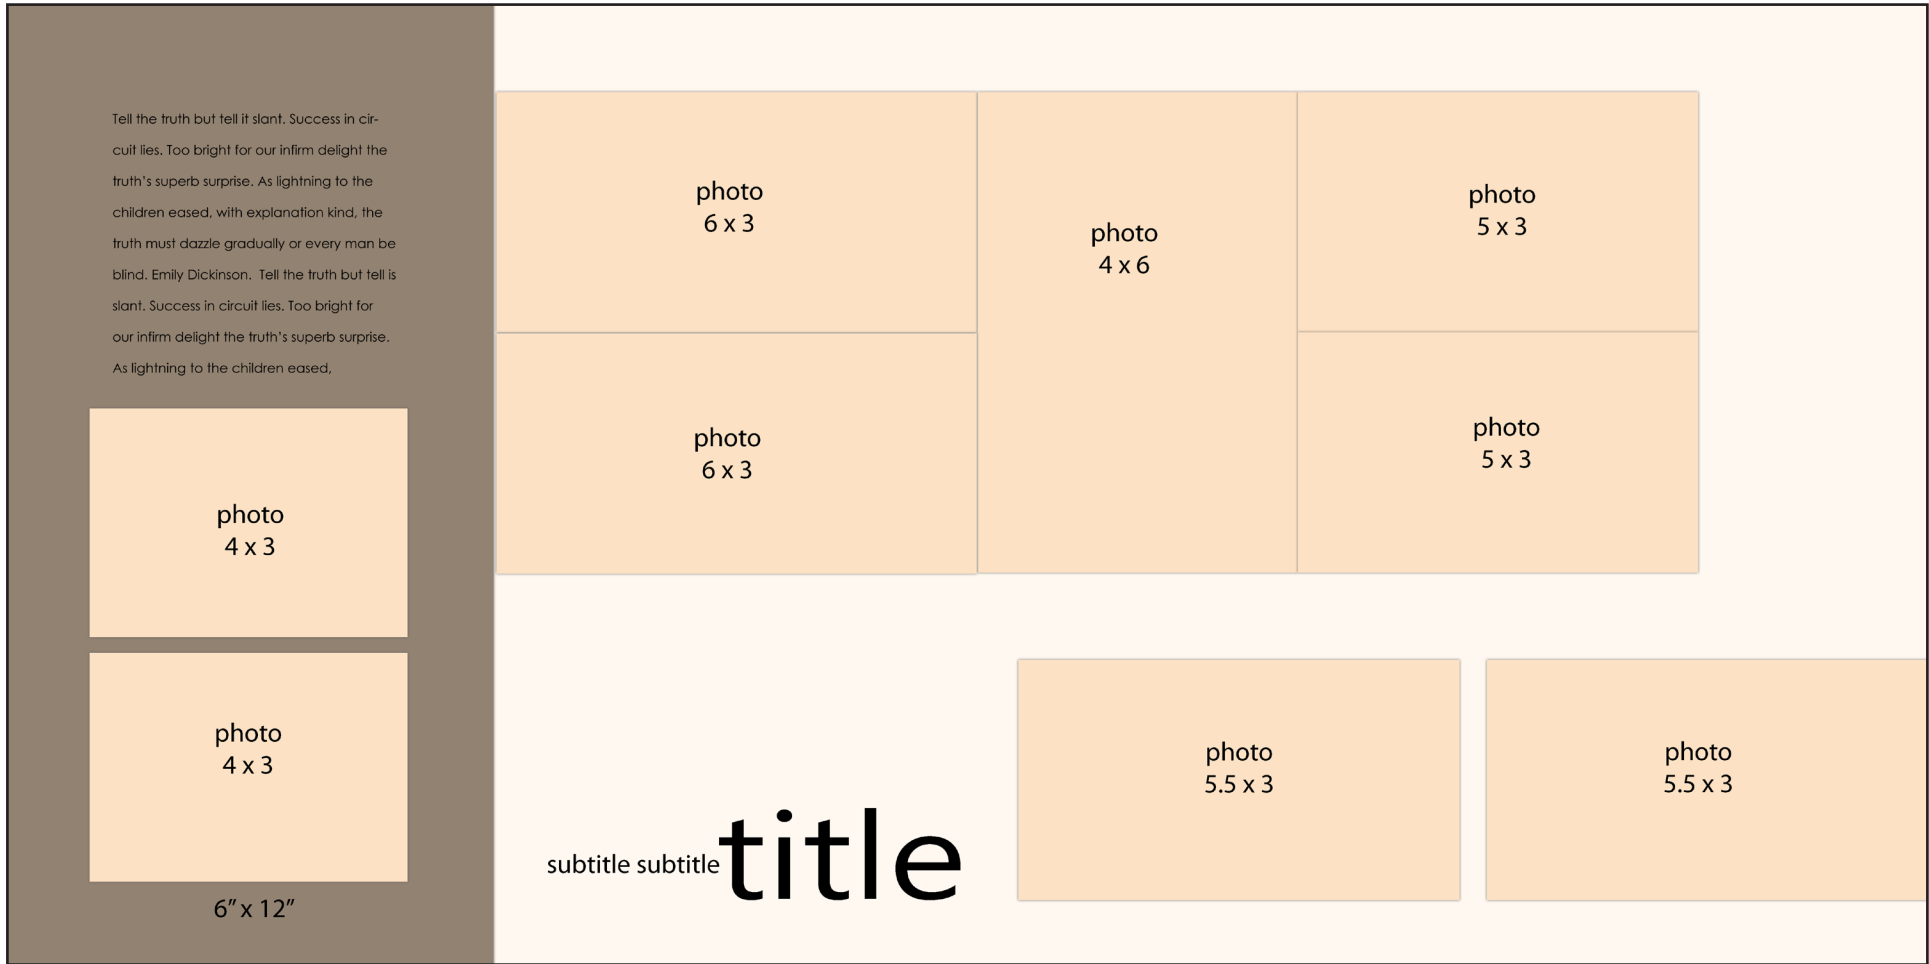 Tell the truth but tell it slant. Success in cir-
cuit lies. Too bright for our infirm delight the
truth's superb surprise. As lightning to the
children eased, with explanation kind, the
truth must dazzle gradually or every man be
blind. Emily Dickinson.  Tell the truth but tell is
slant. Success in circuit lies. Too bright for
our infirm delight the truth's superb surprise.
As lightning to the children eased,
photo
4 x 3
photo
4 x 3
6” x 12”
photo
6 x 3
photo
6 x 3
photo
4 x 6
photo
5 x 3
photo
5 x 3
subtitle subtitle title
photo
5.5 x 3
photo
5.5 x 3